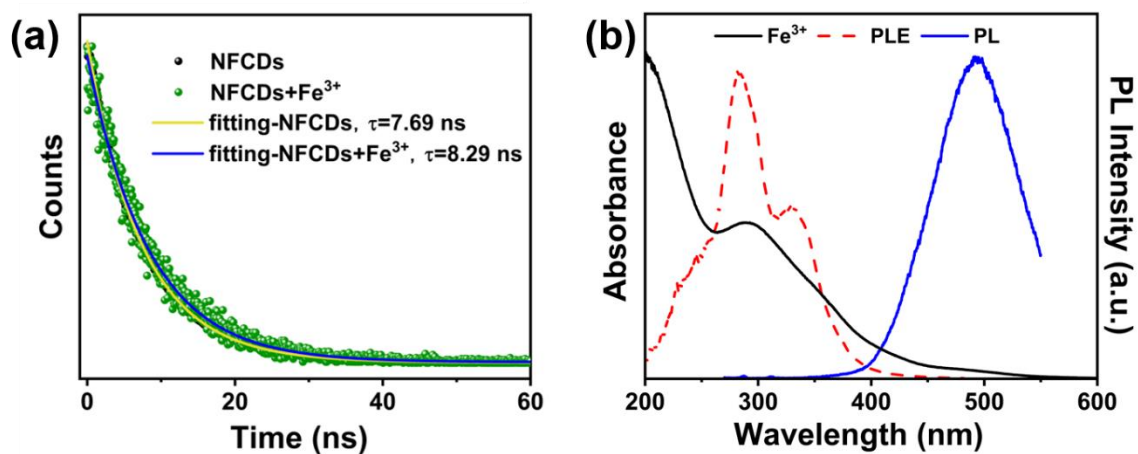 (a)
NFCDs
NFCDs+Fe³⁺
fitting-NFCDs, τ=7.69 ns
fitting-NFCDs+Fe³⁺, τ=8.29 ns
Counts
0 20 40 60
Time (ns)
(b)
Fe³⁺ PLE PL
Absorbance
PL Intensity (a.u.)
200 300 400 500 600
Wavelength (nm)